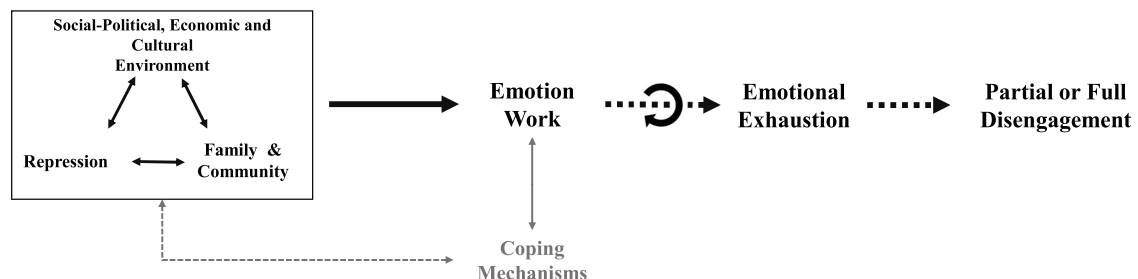 Social-Political, Economic and
Cultural
Environment
Repression
Family &
Community
Emotion
Work
Emotional
Exhaustion
Partial or Full
Disengagement
Coping
Mechanisms